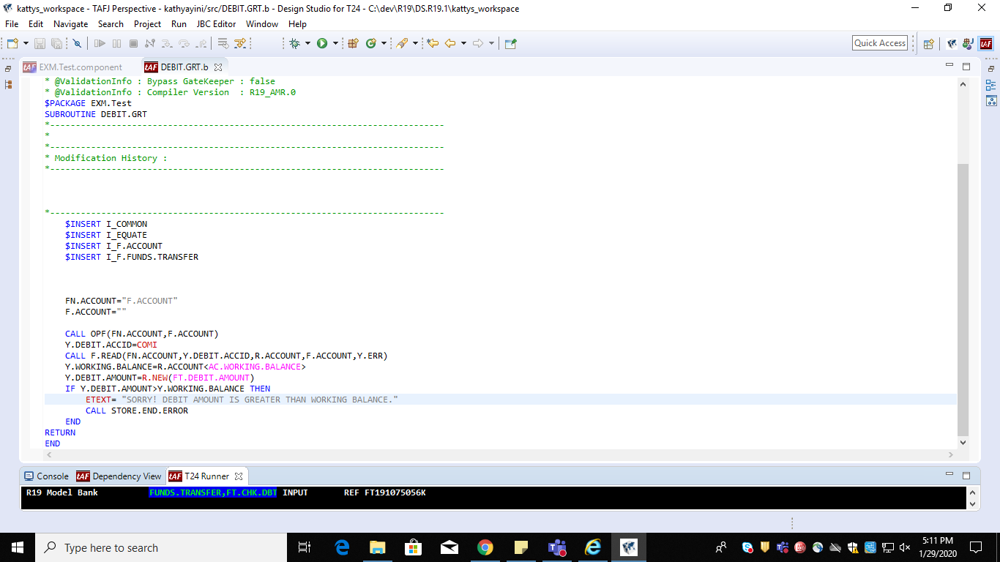 kattys_workspace - TAFJ Perspective - kathyayini/src/DEBIT.GRT.b - Design Studio for T24 - C:\dev\R19\DS.R19.1\kattys_workspace
File Edit Navigate Search Project Run JBC Editor Window Help
Quick Access
tAF EXM.Test.component tAF DEBIT.GRT.b
* @ValidationInfo : Bypass GateKeeper : false
* @ValidationInfo : Compiler Version  : R19_AMR.0
$PACKAGE EXM.Test
SUBROUTINE DEBIT.GRT
*-----------------------------------------------------------------------------
*
*-----------------------------------------------------------------------------
* Modification History :
*-----------------------------------------------------------------------------
*-----------------------------------------------------------------------------
$INSERT I_COMMON
$INSERT I_EQUATE
$INSERT I_F.ACCOUNT
$INSERT I_F.FUNDS.TRANSFER
FN.ACCOUNT="F.ACCOUNT"
F.ACCOUNT=""
CALL OPF(FN.ACCOUNT,F.ACCOUNT)
Y.DEBIT.ACCID=COMI
CALL F.READ(FN.ACCOUNT,Y.DEBIT.ACCID,R.ACCOUNT,F.ACCOUNT,Y.ERR)
Y.WORKING.BALANCE=R.ACCOUNT<AC.WORKING.BALANCE>
Y.DEBIT.AMOUNT=R.NEW(FT.DEBIT.AMOUNT)
IF Y.DEBIT.AMOUNT>Y.WORKING.BALANCE THEN
ETEXT= "SORRY! DEBIT AMOUNT IS GREATER THAN WORKING BALANCE."
CALL STORE.END.ERROR
END
RETURN
END
Console tAF Dependency View tAF T24 Runner
R19 Model Bank FUNDS.TRANSFER,FT.CHK.DBT INPUT REF FT191075056K
Type here to search
5:11 PM
1/29/2020